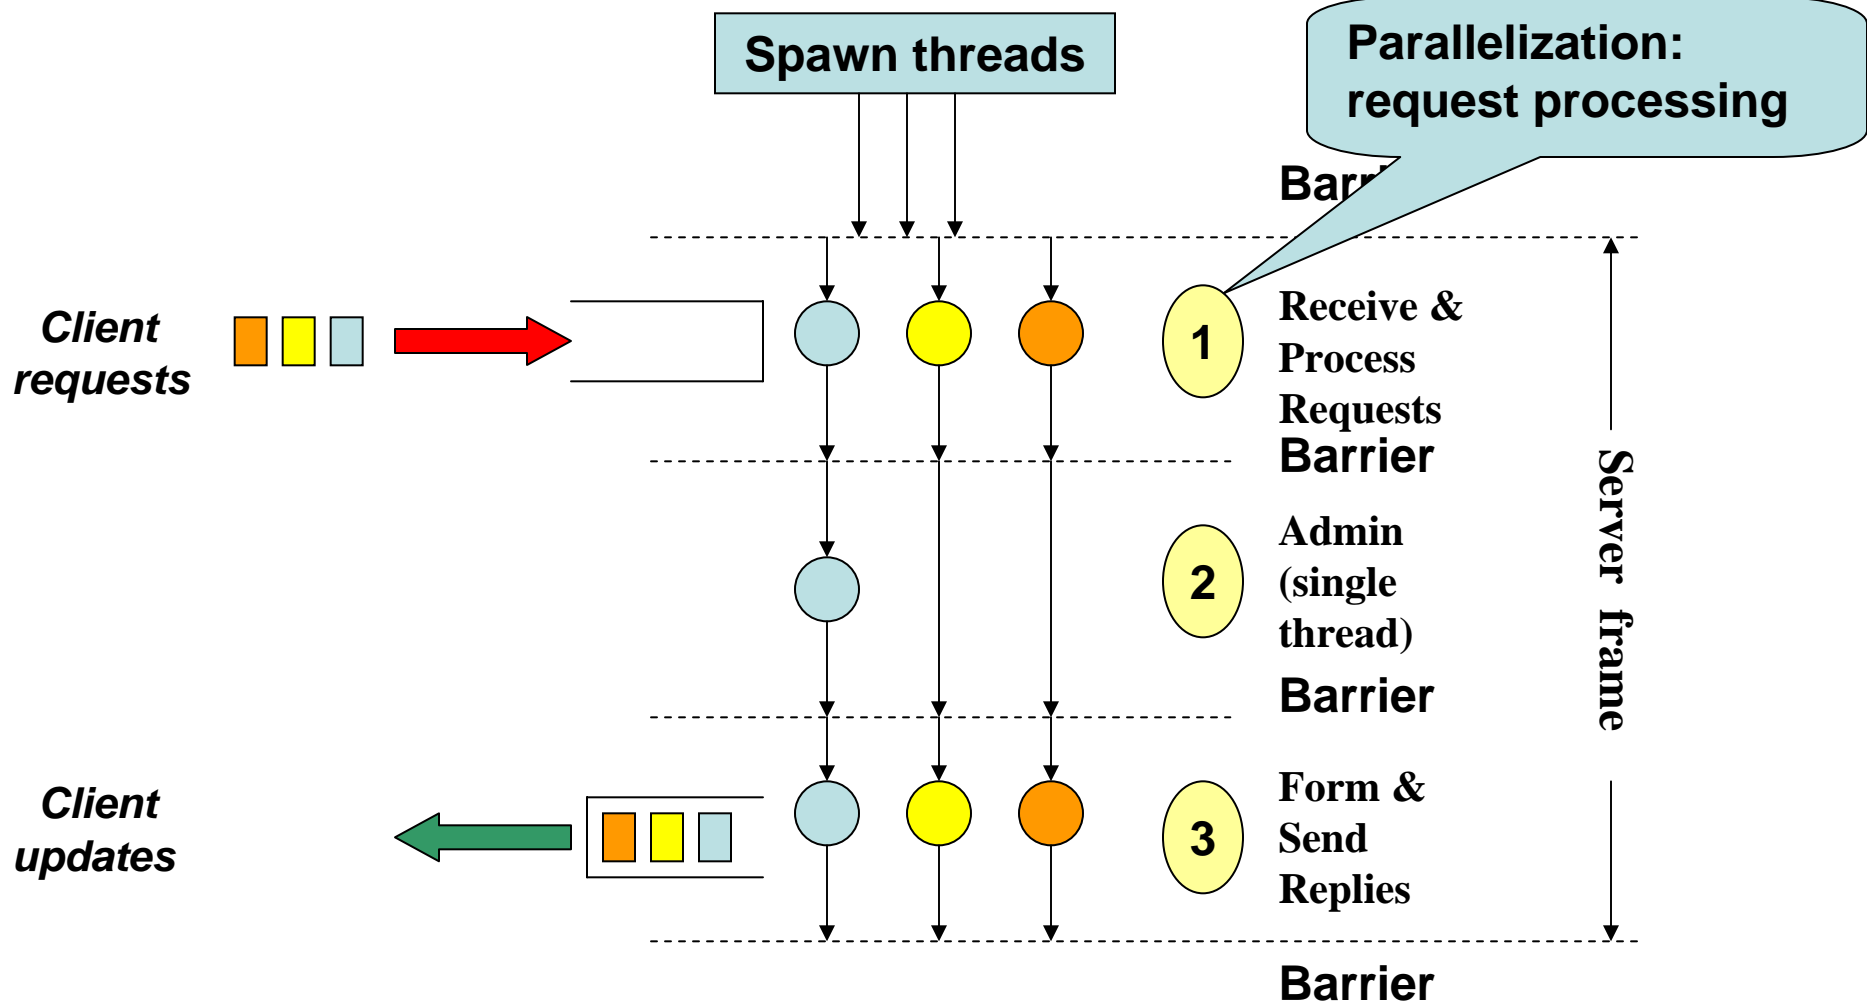 Spawn threads
Parallelization:
request processing
Client
requests
1
Receive &
Process
Requests
Barrier
2
Admin
(single
thread)
Barrier
Server frame
Client
updates
3
Form &
Send
Replies
Barrier